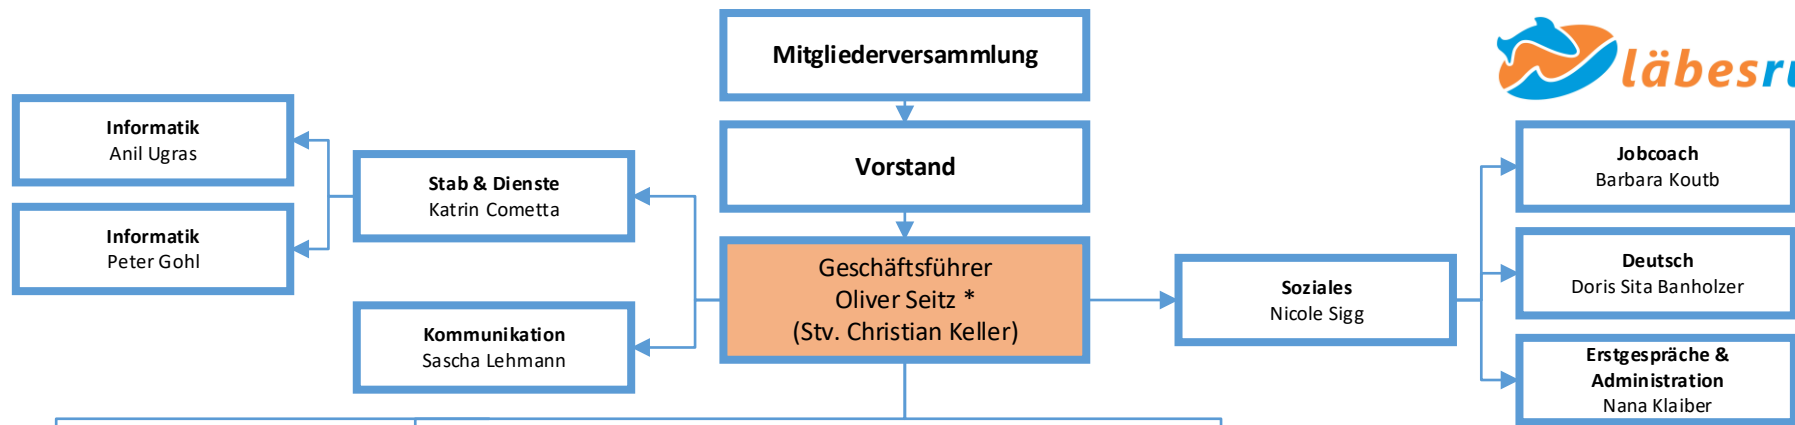 Mitgliederversammlung
läbesru
Informatik
Anil Ugras
Stab & Dienste
Katrin Cometta
Informatik
Peter Gohl
Vorstand
Jobcoach
Barbara Koutb
Geschäftsführer
Oliver Seitz *
(Stv. Christian Keller)
Kommunikation
Sascha Lehmann
Soziales
Nicole Sigg
Deutsch
Doris Sita Banholzer
Erstgespräche &
Administration
Nana Klaiber